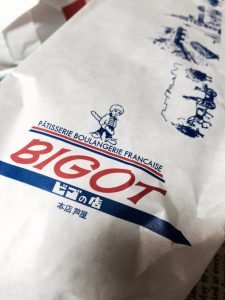 PÂTISSERIE BOULANGERIE FRANÇAISE
BIGOT
ビゴの店
本店 芦屋